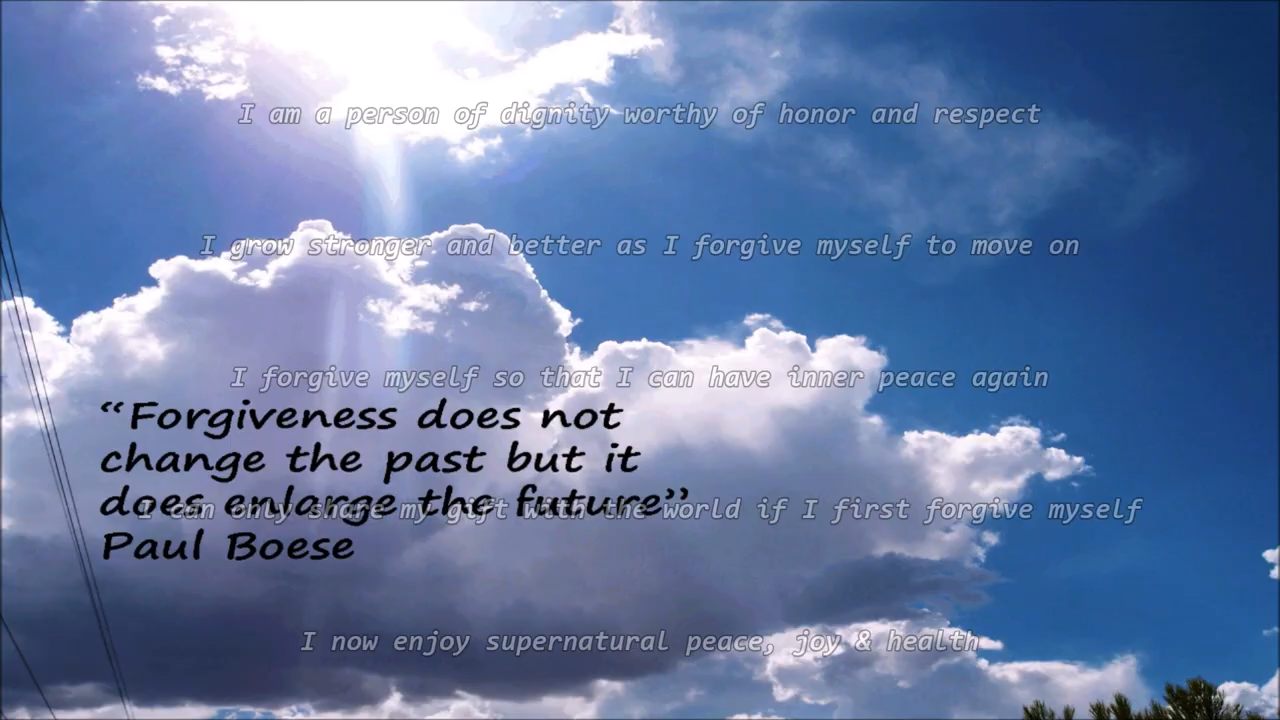 I am a person of dignity worthy of honor and respect
I grow stronger and better as I forgive myself to move on
I forgive myself so that I can have inner peace again
“Forgiveness does not
change the past but it
does enlarge the future”
I can only share my gift with the world if I first forgive myself
Paul Boese
I now enjoy supernatural peace, joy & health